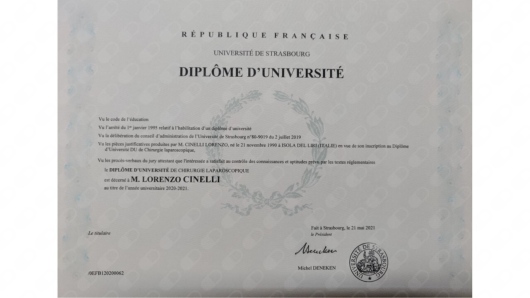 RÉPUBLIQUE FRANÇAISE
UNIVERSITÉ DE STRASBOURG
DIPLÔME D'UNIVERSITÉ
Vu le code de l'éducation
Vu l'arrêté du 1er janvier 1995 relatif à l'habilitation d'un diplôme d'université
Vu la délibération du conseil d'administration de l'Université de Strasbourg du 2 juillet 2019
Vu les pièces justificatives produites par M. CINELLI LORENZO, né le 21 novembre 1990 à ISOLA DEL LIRI (ITALIE) en vue de son inscription au Diplôme
d'Université DU de Chirurgie laparoscopique,
Vu les procès-verbaux du jury attestant que l'intéressé a satisfait au contrôle des connaissances et aptitudes prévu par les textes réglementaires.
le DIPLÔME D'UNIVERSITÉ DE CHIRURGIE LAPAROSCOPIQUE
est décerné à M. LORENZO CINELLI
au titre de l'année universitaire 2020-2021.
Fait à Strasbourg, le 21 mai 2021
Le titulaire
le Président
Michel DENEKEN